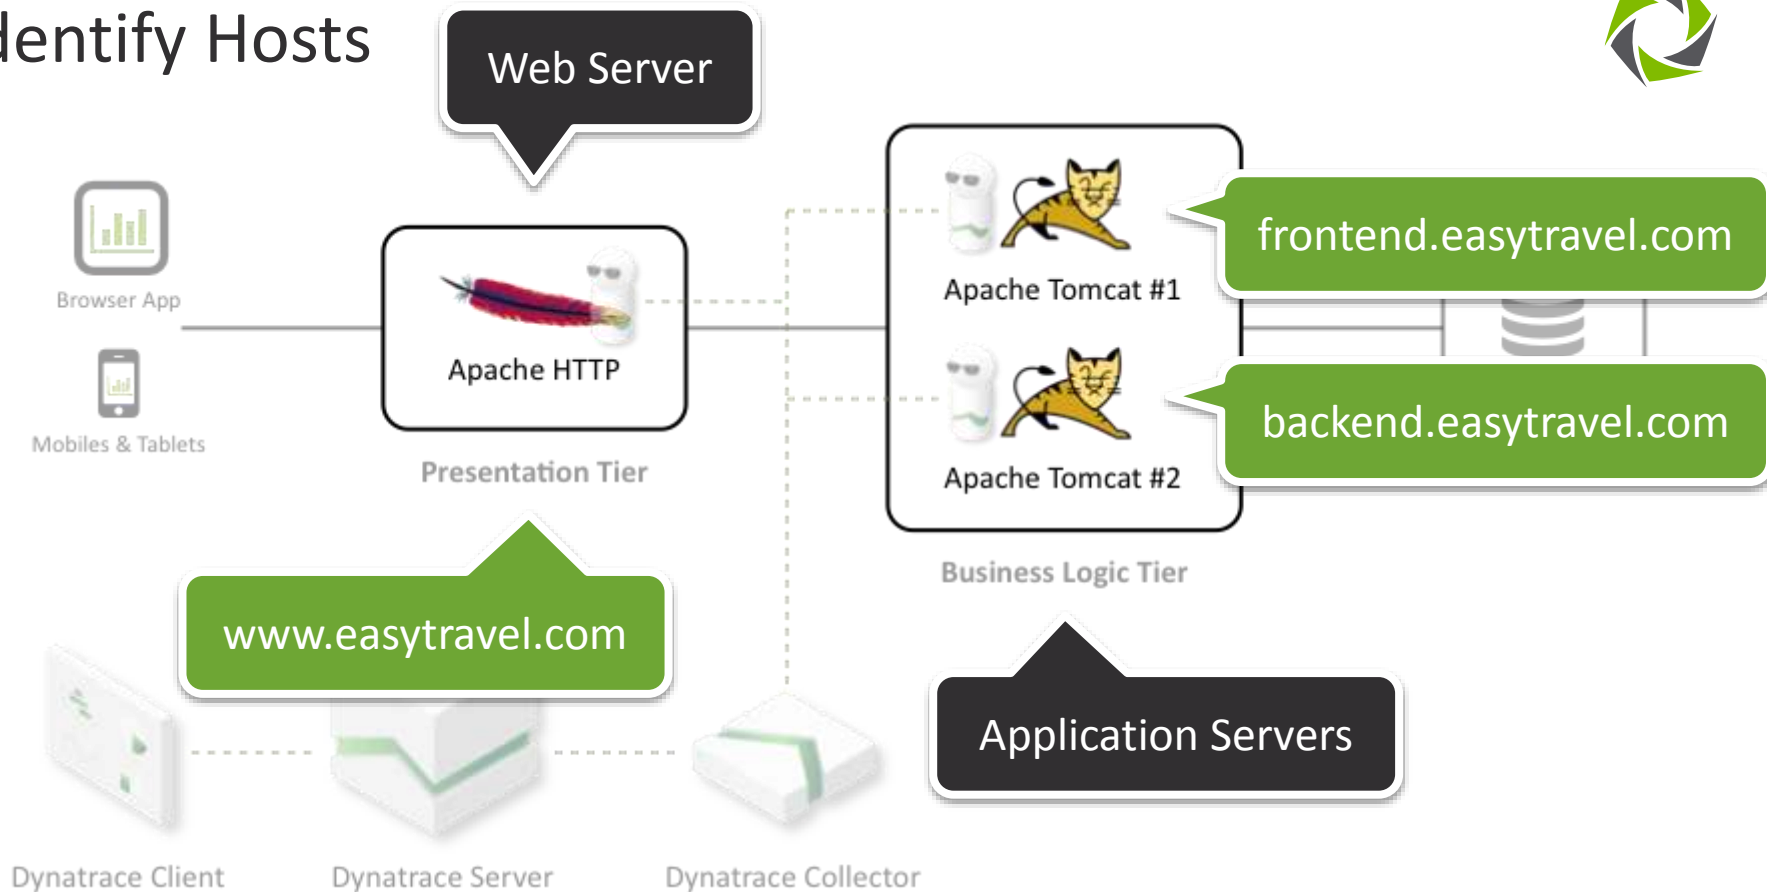 dentify Hosts
Web Server
frontend.easytravel.com
Browser App
Apache Tomcat #1
Apache HTTP
backend.easytravel.com
Mobiles & Tablets
Presentation Tier
Apache Tomcat #2
Business Logic Tier
www.easytravel.com
Application Servers
Dynatrace Client
Dynatrace Server
Dynatrace Collector